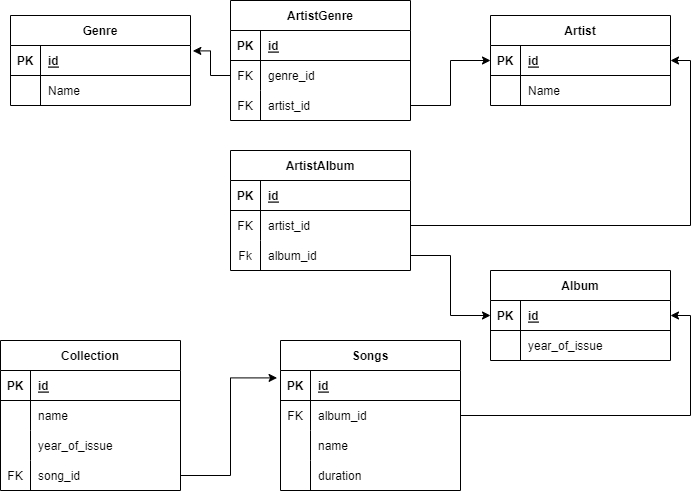 Genre
PK id
Name
ArtistGenre
PK id
FK genre_id
FK artist_id
Artist
PK id
Name
ArtistAlbum
PK id
FK artist_id
Fk album_id
Album
PK id
year_of_issue
Collection
PK id
name
year_of_issue
FK song_id
Songs
PK id
FK album_id
name
duration